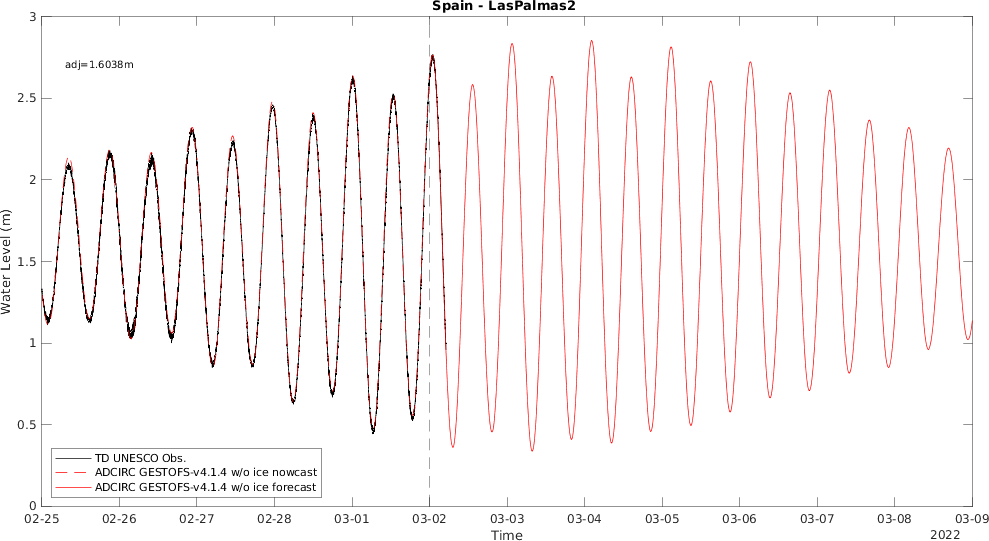 Spain - LasPalmas2
adj=1.6038m
3
2.5
2
1.5
1
0.5
0
Water Level (m)
TD UNESCO Obs.
ADCIRC GESTOFS-v4.1.4 w/o ice nowcast
ADCIRC GESTOFS-v4.1.4 w/o ice forecast
02-25 02-26 02-27 02-28 03-01 03-02 03-03 03-04 03-05 03-06 03-07 03-08 03-09
Time
2022